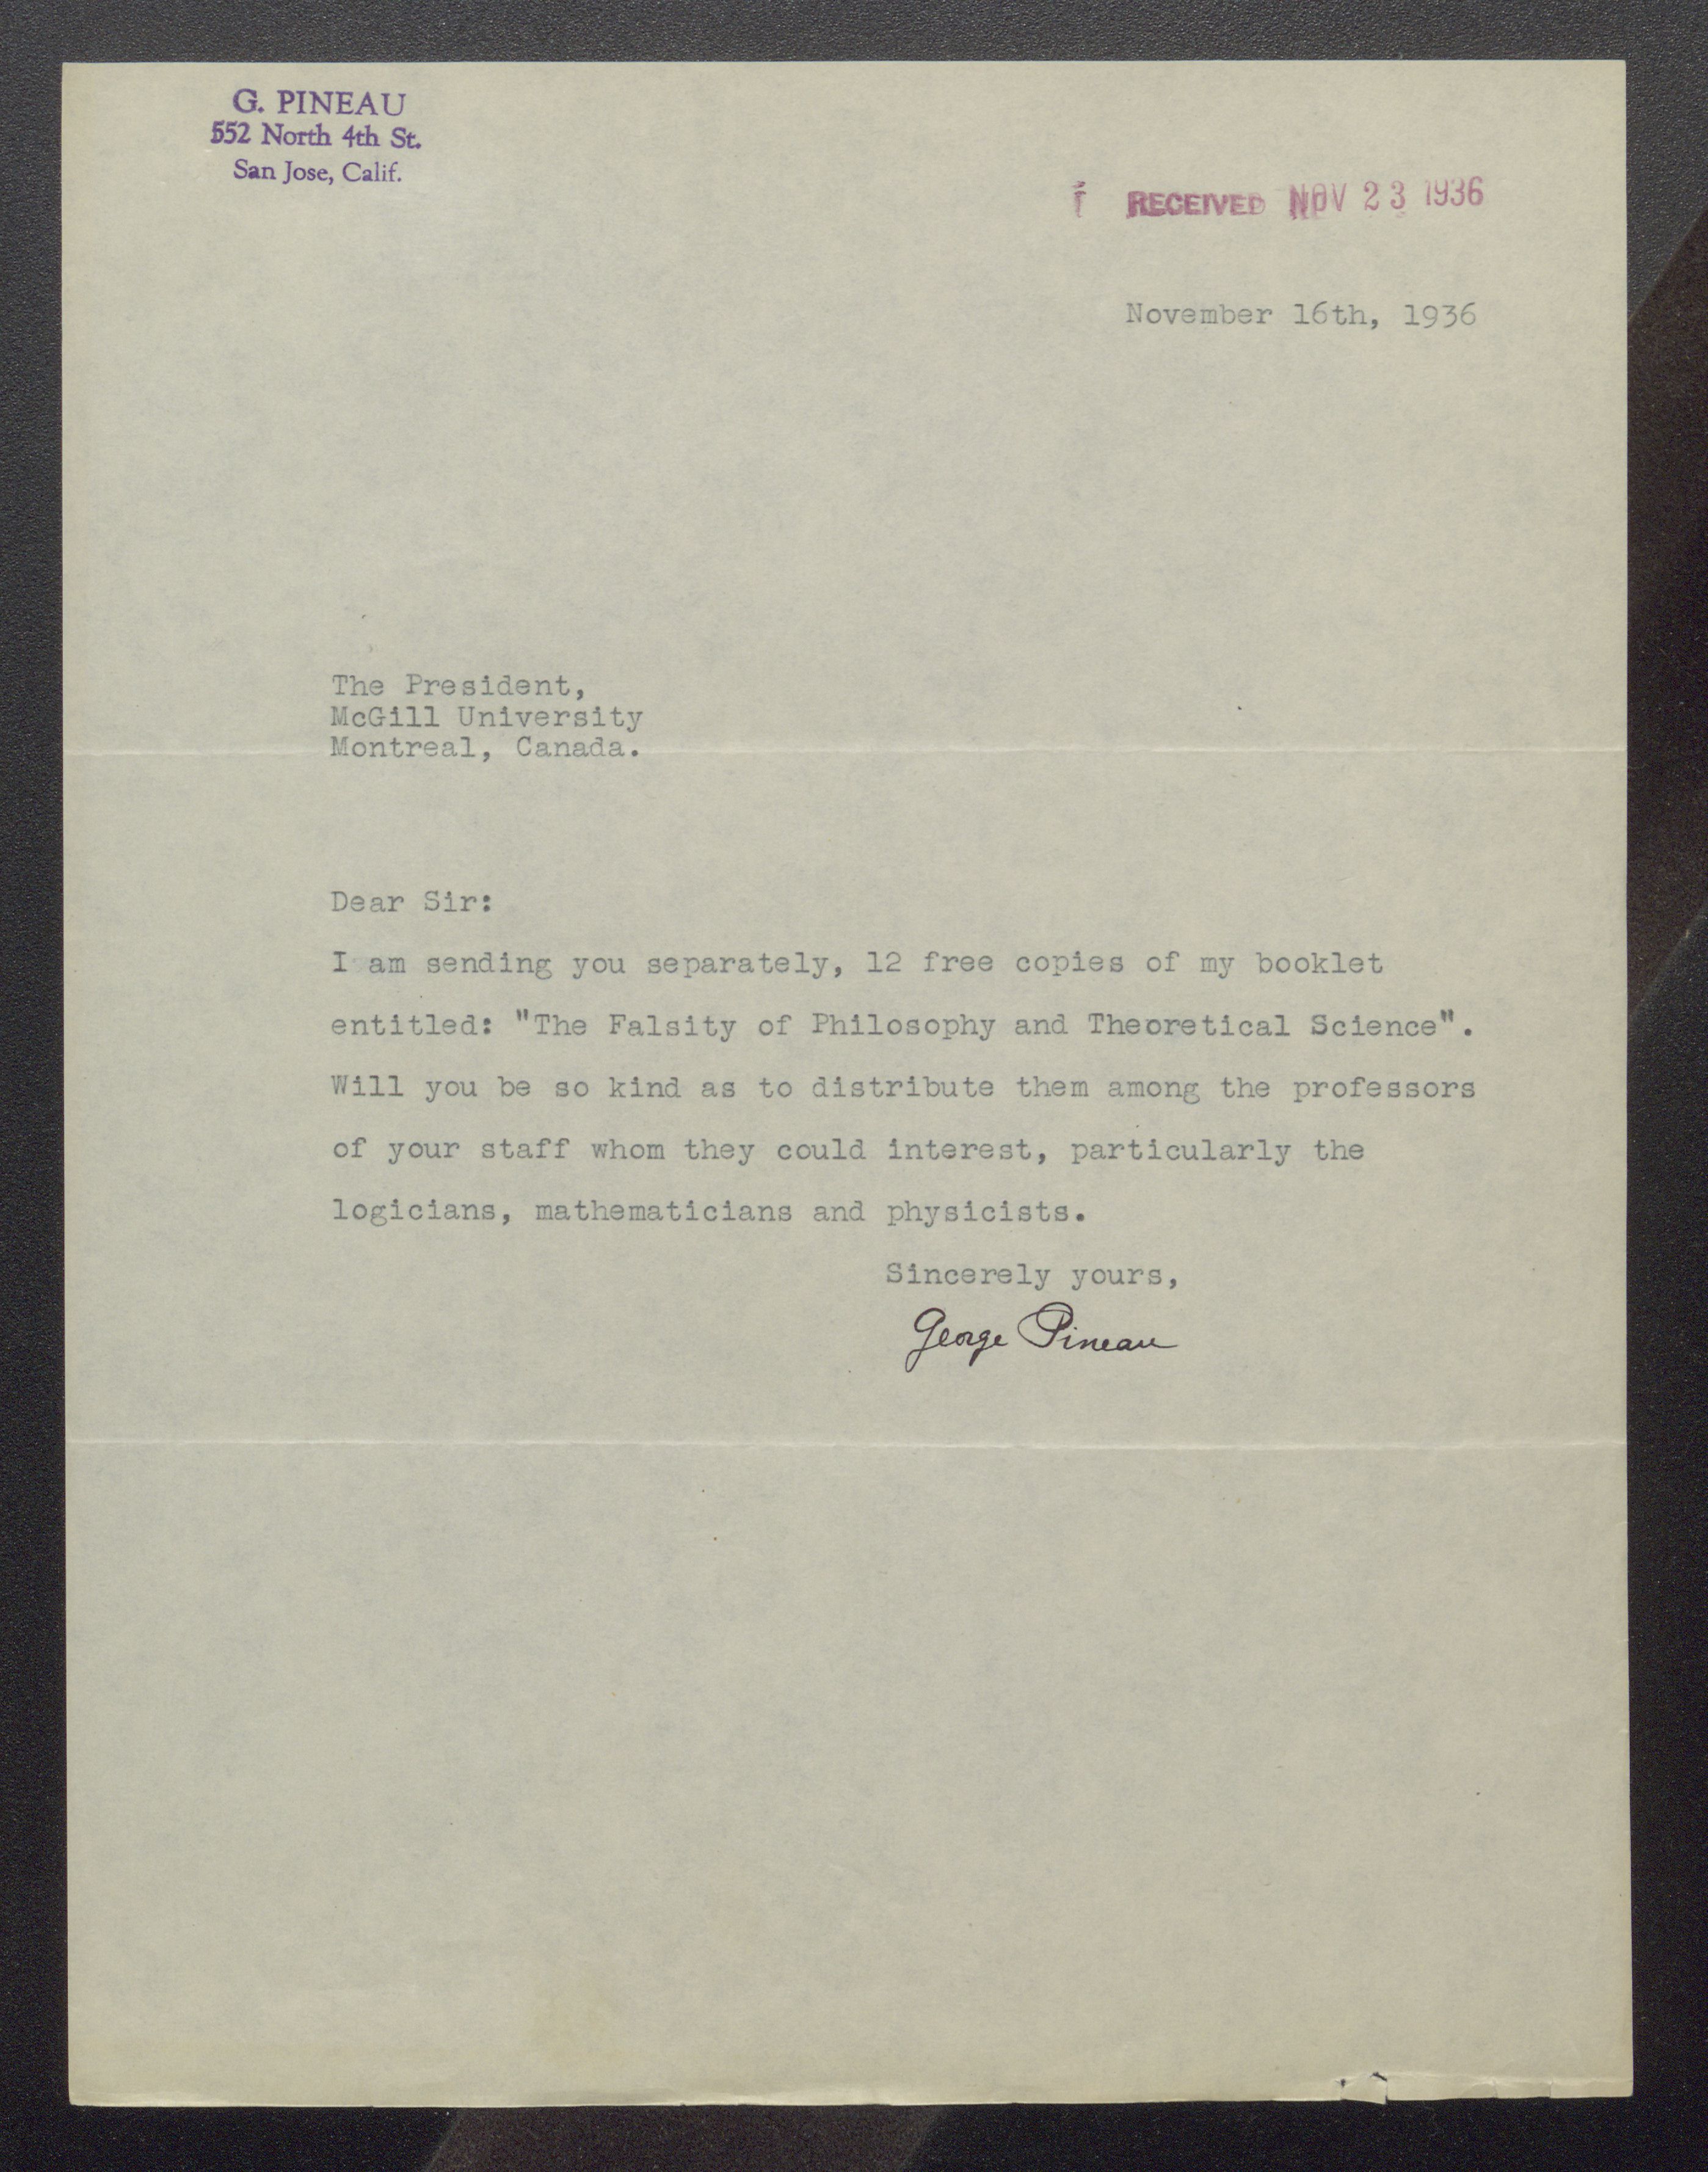 G. PINEAU
552 North 4th St.
San Jose, Calif.
RECEIVED NOV 23 1936
November 16th, 1936
The President,
McGill University
Montreal, Canada.
Dear Sir:
I am sending you separately, 12 free copies of my booklet
entitled: "The Falsity of Philosophy and Theoretical Science".
Will you be so kind as to distribute them among the professors
of your staff whom they could interest, particularly the
logicians, mathematicians and physicists.
Sincerely yours,
George Pineau